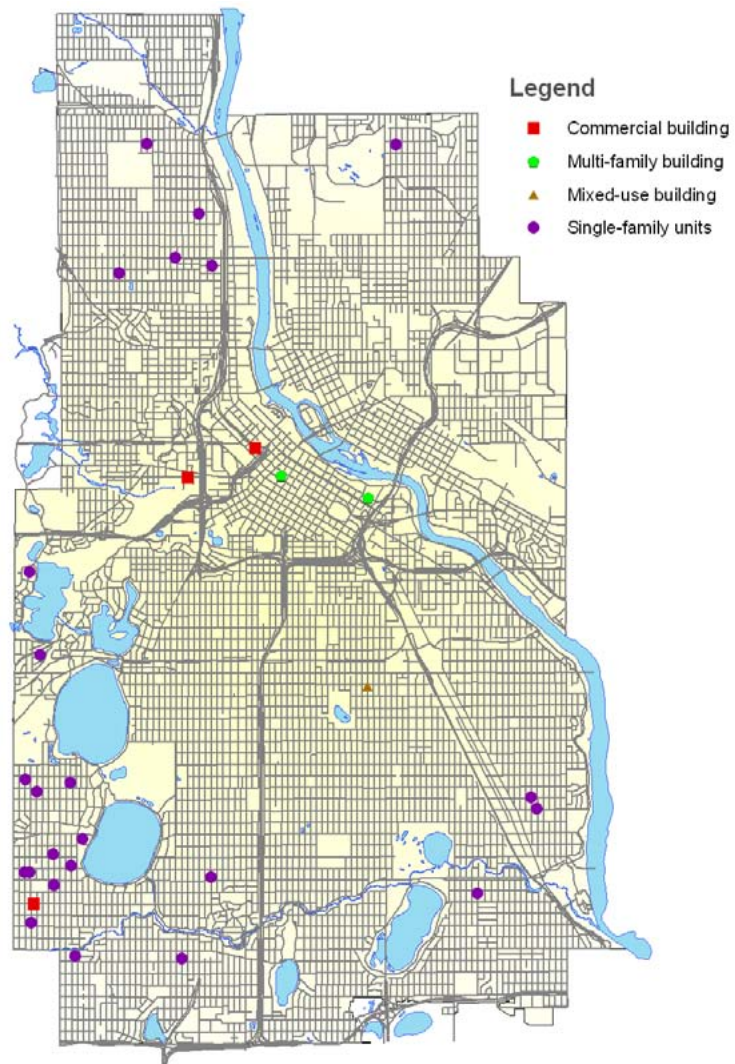 Legend
Commercial building
Multi-family building
Mixed-use building
Single-family units